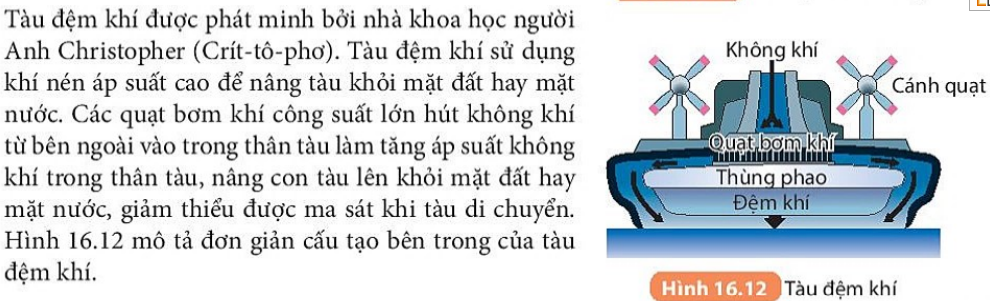 Tàu đệm khí được phát minh bởi nhà khoa học người
Anh Christopher (Crít-tô-phơ). Tàu đệm khí sử dụng
khí nén áp suất cao để nâng tàu khỏi mặt đất hay mặt
nước. Các quạt bơm khí công suất lớn hút không khí
từ bên ngoài vào trong thân tàu làm tăng áp suất không
khí trong thân tàu, nâng con tàu lên khỏi mặt đất hay
mặt nước, giảm thiểu được ma sát khi tàu di chuyển.
Hình 16.12 mô tả đơn giản cấu tạo bên trong của tàu
đệm khí.
Không khí
Cánh quạt
Quạt bơm khí
Thùng phao
Đệm khí
Hình 16.12 Tàu đệm khí